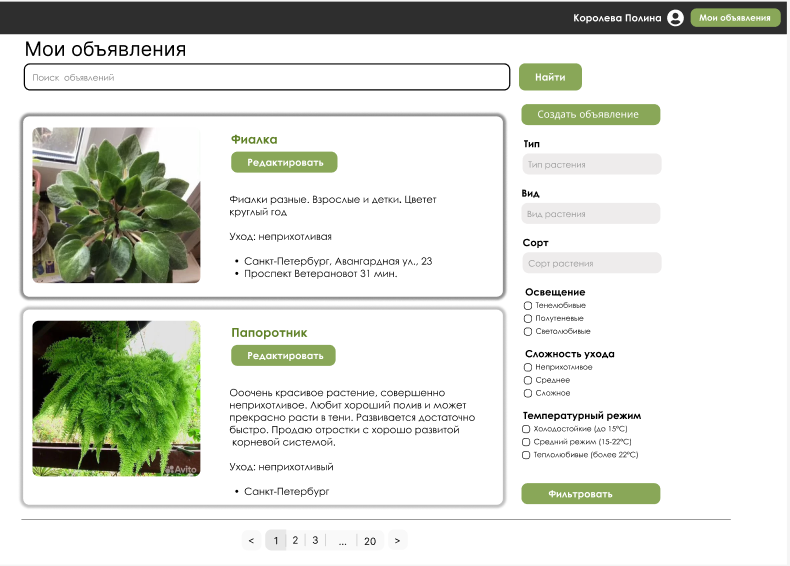 Королева Полина
Мои объявления
Мои объявления
Поиск объявлений
Найти
Фиалка
Редактировать
Фиалки разные. Взрослые и детки. Цветет
круглый год
Уход: неприхотливая
• Санкт-Петербург, Авангардная ул., 23
• Проспект Ветерановот 31 мин.
Папоротник
Редактировать
Ооочень красивое растение, совершенно
неприхотливое. Любит хороший полив и может
прекрасно расти в тени. Развивается достаточно
быстро. Продаю отростки с хорошо развитой
корневой системой.
Уход: неприхотливый
• Санкт-Петербург
Avito
Создать объявление
Тип
Тип растения
Вид
Вид растения
Сорт
Сорт растения
Освещение
Тенелюбивые
Полутеневые
Светолюбивые
Сложность ухода
Неприхотливое
Среднее
Сложное
Температурный режим
Холодостойкие (до 15°C)
Средний режим (15-22°C)
Теплолюбивые (более 22°C)
Фильтровать
< 1 2 3 ... 20 >